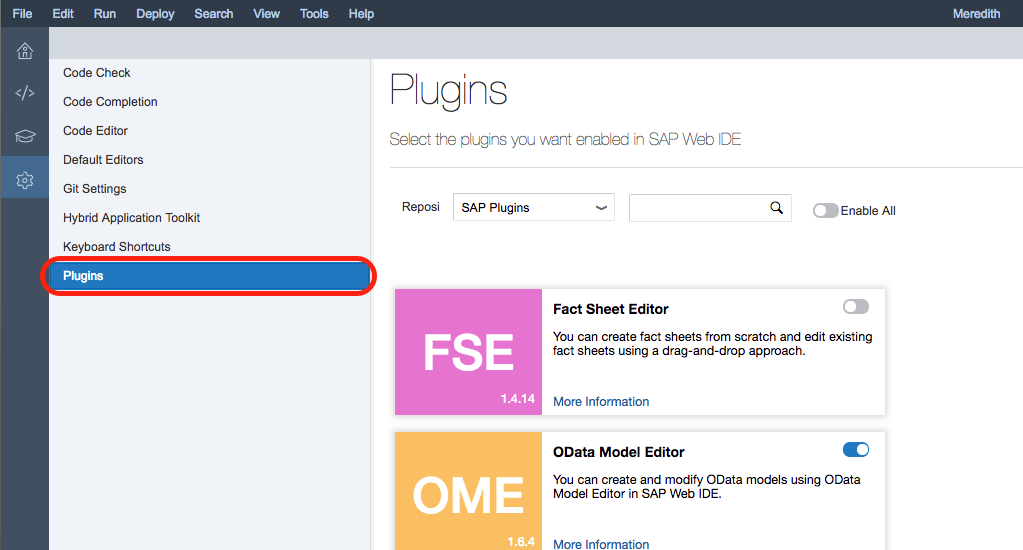 File Edit Run Deploy Search View Tools Help Meredith
Code Check
Code Completion
Code Editor
Default Editors
Git Settings
Hybrid Application Toolkit
Keyboard Shortcuts
Plugins
Plugins
Select the plugins you want enabled in SAP Web IDE
Reposi SAP Plugins Enable All
FSE
1.4.14
Fact Sheet Editor
You can create fact sheets from scratch and edit existing
fact sheets using a drag-and-drop approach.
More Information
OME
1.6.4
OData Model Editor
You can create and modify OData models using OData
Model Editor in SAP Web IDE.
More Information